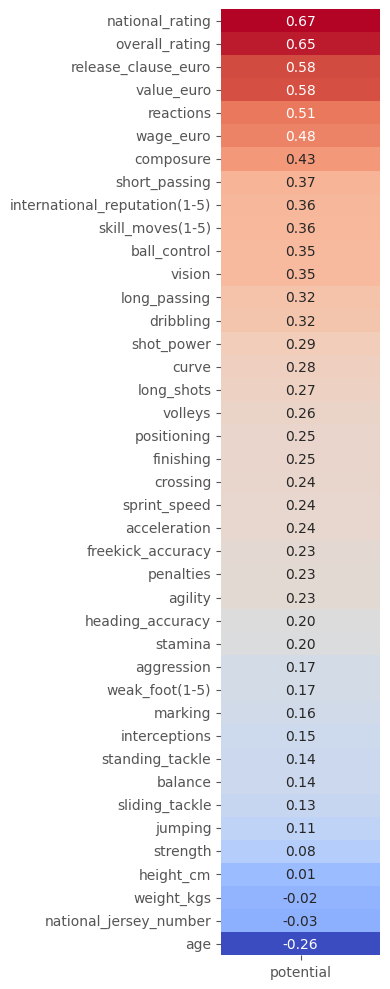 national_rating 0.67
overall_rating 0.65
release_clause_euro 0.58
value_euro 0.58
reactions 0.51
wage_euro 0.48
composure 0.43
short_passing 0.37
international_reputation(1-5) 0.36
skill_moves(1-5) 0.36
ball_control 0.35
vision 0.35
long_passing 0.32
dribbling 0.32
shot_power 0.29
curve 0.28
long_shots 0.27
volleys 0.26
positioning 0.25
finishing 0.25
crossing 0.24
sprint_speed 0.24
acceleration 0.24
freekick_accuracy 0.23
penalties 0.23
agility 0.23
heading_accuracy 0.20
stamina 0.20
aggression 0.17
weak_foot(1-5) 0.17
marking 0.16
interceptions 0.15
standing_tackle 0.14
balance 0.14
sliding_tackle 0.13
jumping 0.11
strength 0.08
height_cm 0.01
weight_kgs -0.02
national_jersey_number -0.03
age -0.26
potential